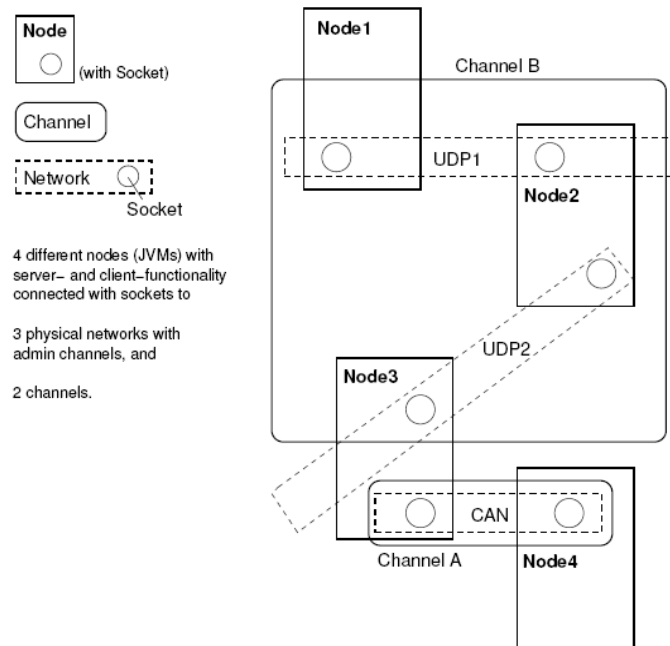 Node
(with Socket)
Channel
Network
Socket
4 different nodes (JVMs) with
server- and client-functionality
connected with sockets to
3 physical networks with
admin channels, and
2 channels.
Node1
Channel B
UDP1
Node2
UDP2
Node3
CAN
Channel A
Node4